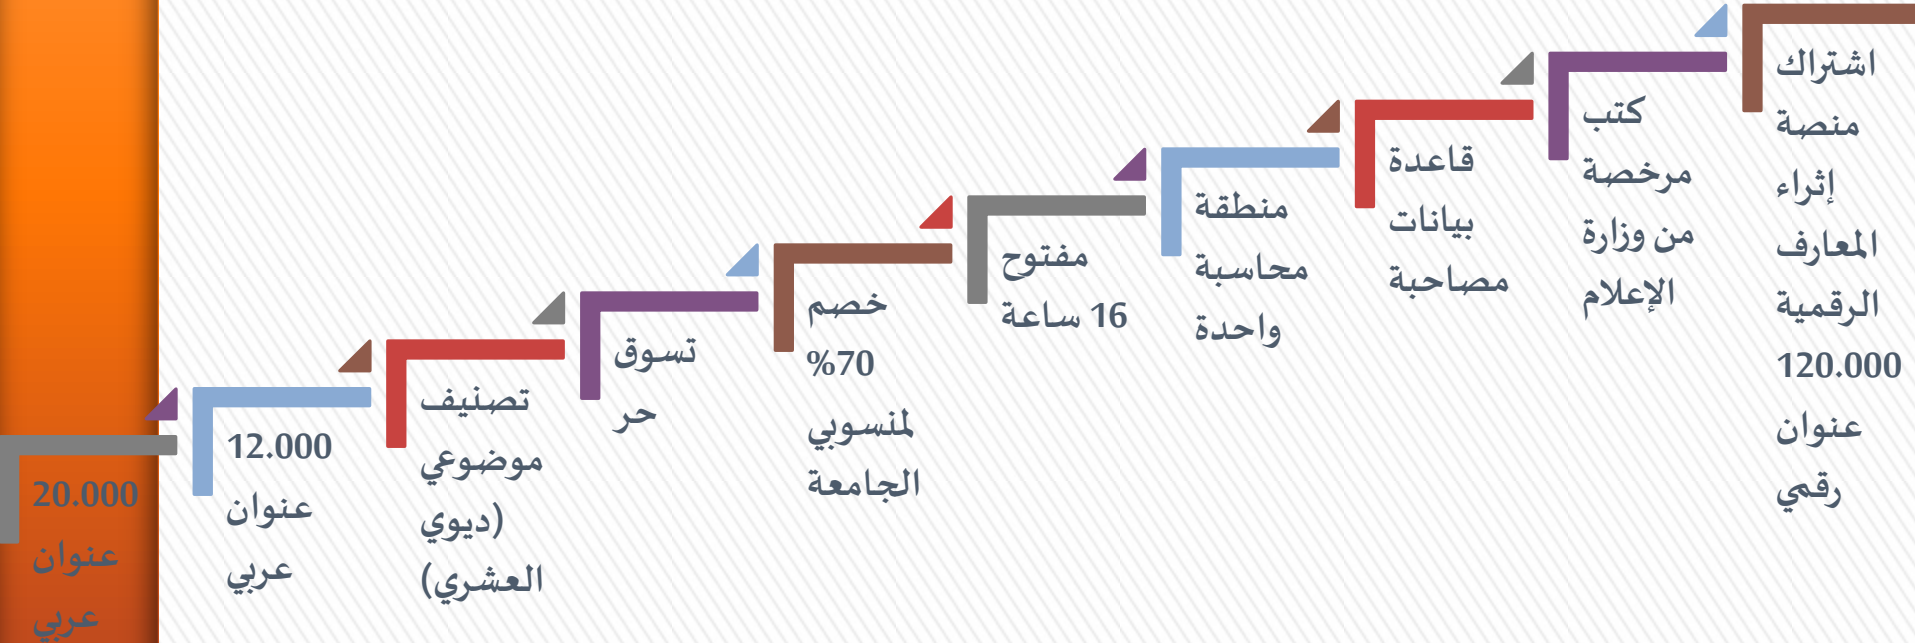 اشتراك
منصة
إثراء
المعارف
الرقمية
120.000
عنوان
رقمي
كتب
مرخصة
من وزارة
الإعلام
قاعدة
بيانات
مصاحبة
منطقة
محاسبة
واحدة
مفتوح
16 ساعة
خصم
%70
لمنسوبي
الجامعة
تسوق
حر
تصنيف
موضوعي
(ديوي
العشري)
12.000
عنوان
عربي
20.000
عنوان
عربي